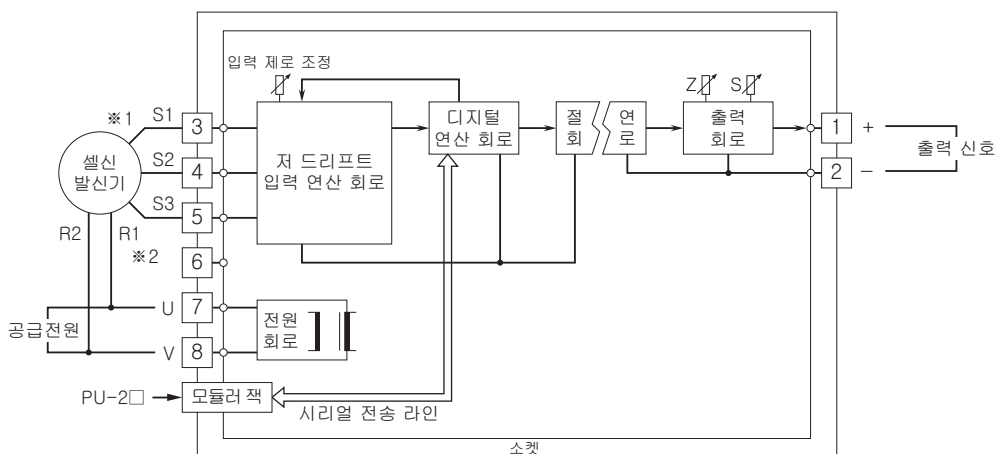 입력 제로 조정
Z
S
※1
S1
3
저 드리프트
입력 연산 회로
디지털
연산 회로
절
회
연
로
출력
회로
1
+
출력 신호
2
−
셀신
발신기
S2
4
S3
5
R2
R1
※2
6
U
7
전원
회로
공급전원
V
8
PU-2□
모듈러 잭
시리얼 전송 라인
소켓